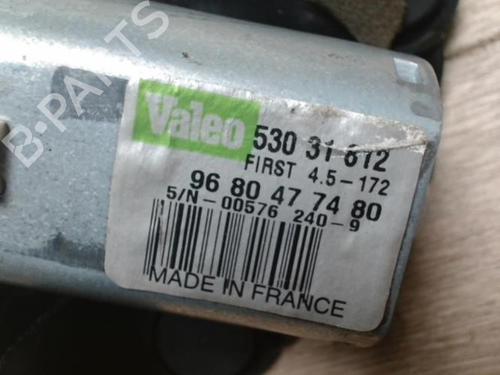 B-PARTS
Valeo
530 31 812
FIRST 4.5-172
96 80 47 74 80
S/N-00576 240-9
MADE IN FRANCE